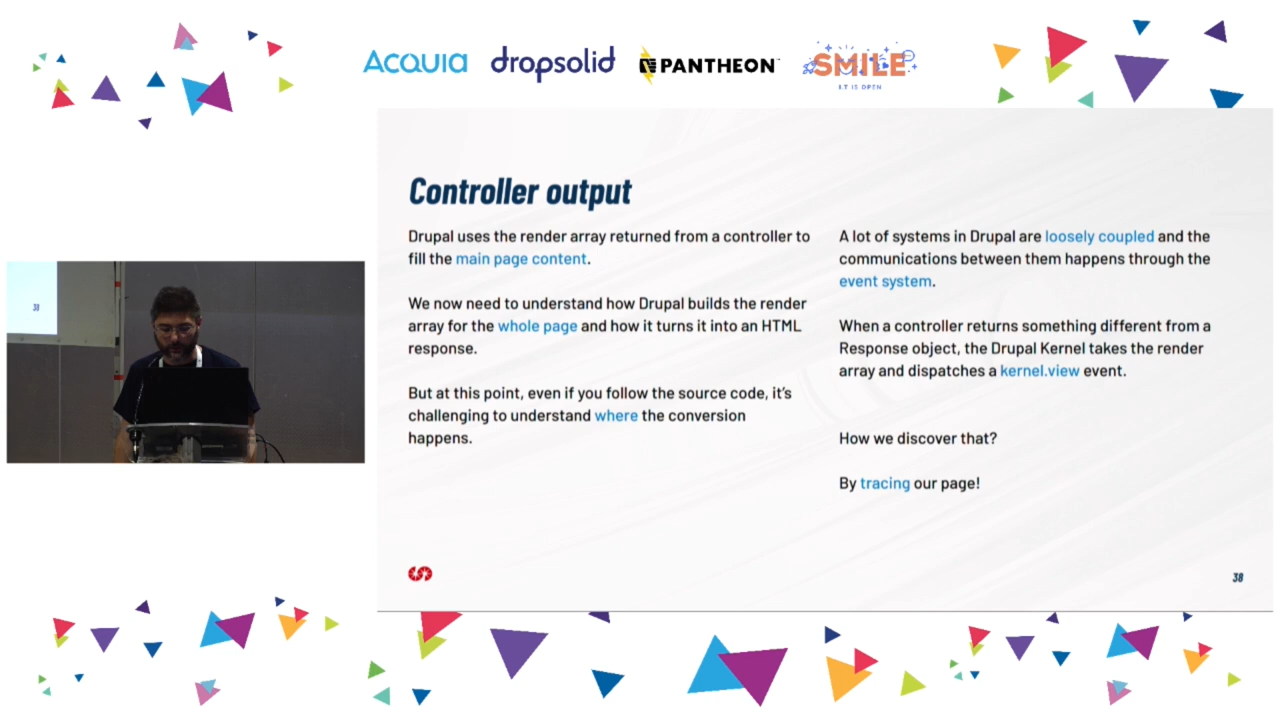 ACQUIA
dropsolid
PANTHEON
SMILE
I.T IS OPEN
Controller output
Drupal uses the render array returned from a controller to
fill the main page content.
We now need to understand how Drupal builds the render
array for the whole page and how it turns it into an HTML
response.
But at this point, even if you follow the source code, it's
challenging to understand where the conversion
happens.
A lot of systems in Drupal are loosely coupled and the
communications between them happens through the
event system.
When a controller returns something different from a
Response object, the Drupal Kernel takes the render
array and dispatches a kernel.view event.
How we discover that?
By tracing our page!
38
38